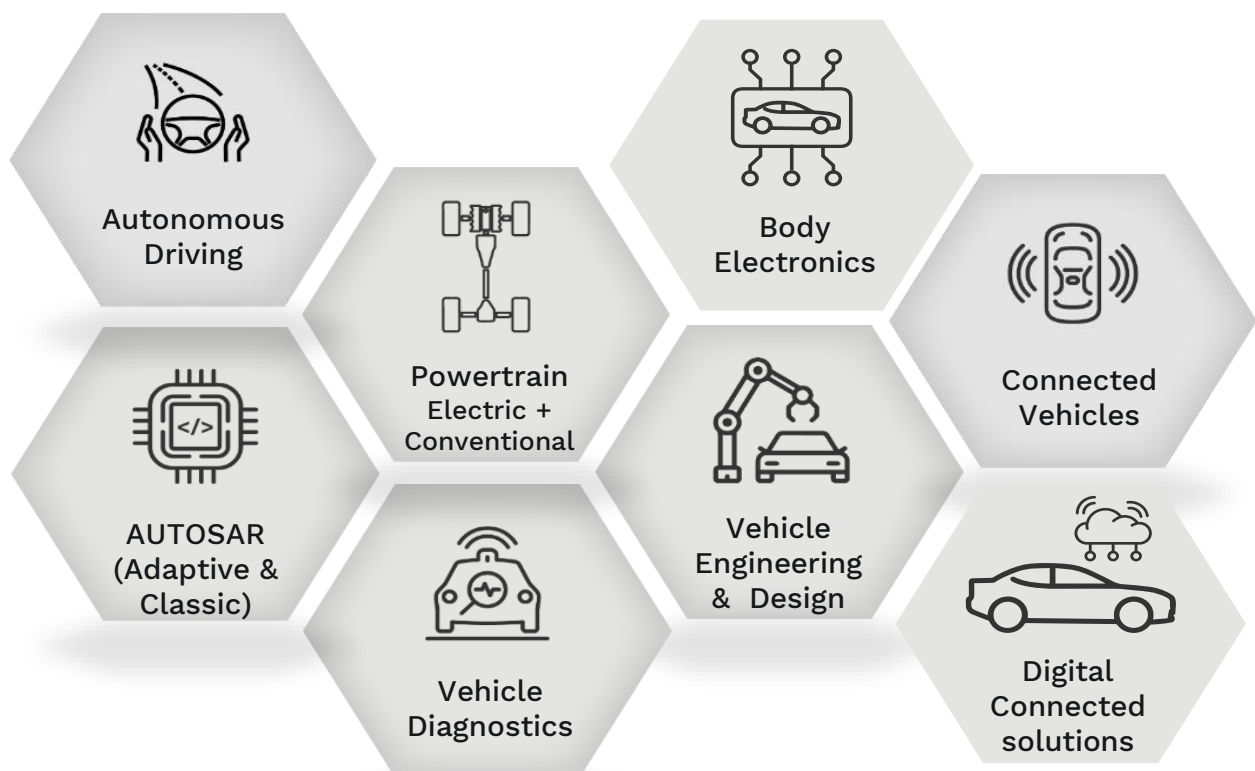 Autonomous
Driving
Body
Electronics
Powertrain
Electric +
Conventional
Connected
Vehicles
</>
AUTOSAR
(Adaptive &
Classic)
Vehicle
Engineering
& Design
Vehicle
Diagnostics
Digital
Connected
solutions